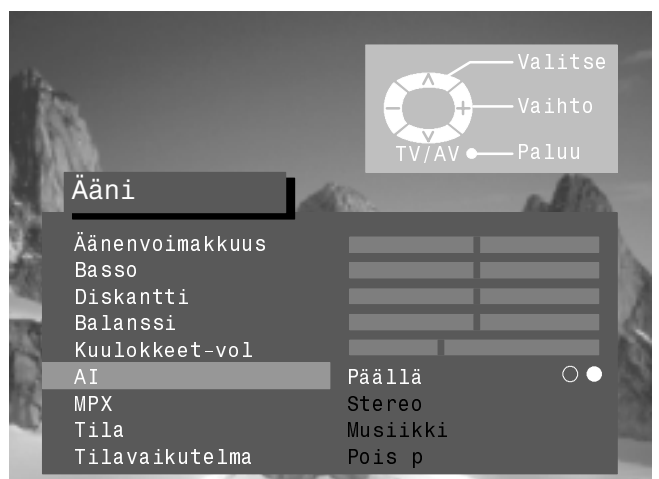 Valitse
Vaihto
TV/AV Paluu
Ääni
Äänenvoimakkuus
Basso
Diskantti
Balanssi
Kuulokkeet-vol
AI Päällä
MPX Stereo
Tila Musiikki
Tilavaikutelma Pois p